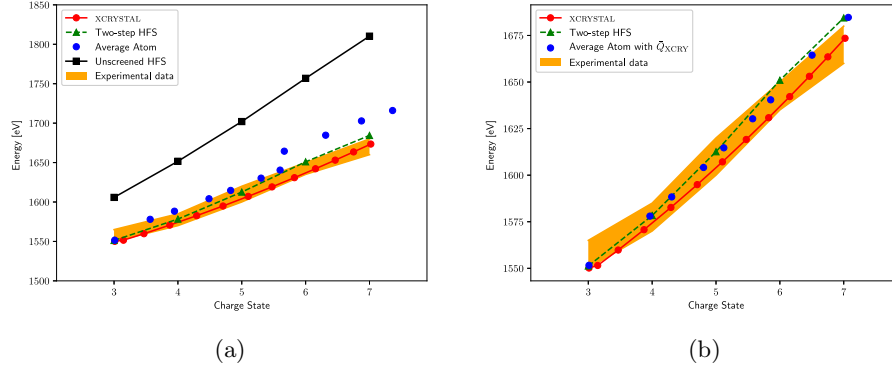 1850
1800
1750
1700
1650
1600
1550
1500
Energy [eV]
3 4 5 6 7
Charge State
XCRYSTAL
Two-step HFS
Average Atom
Unscreened HFS
Experimental data
(a)
1675
1650
1625
1600
1575
1550
Energy [eV]
3 4 5 6 7
Charge State
XCRYSTAL
Two-step HFS
Average Atom with Q̄XCRY
Experimental data
(b)